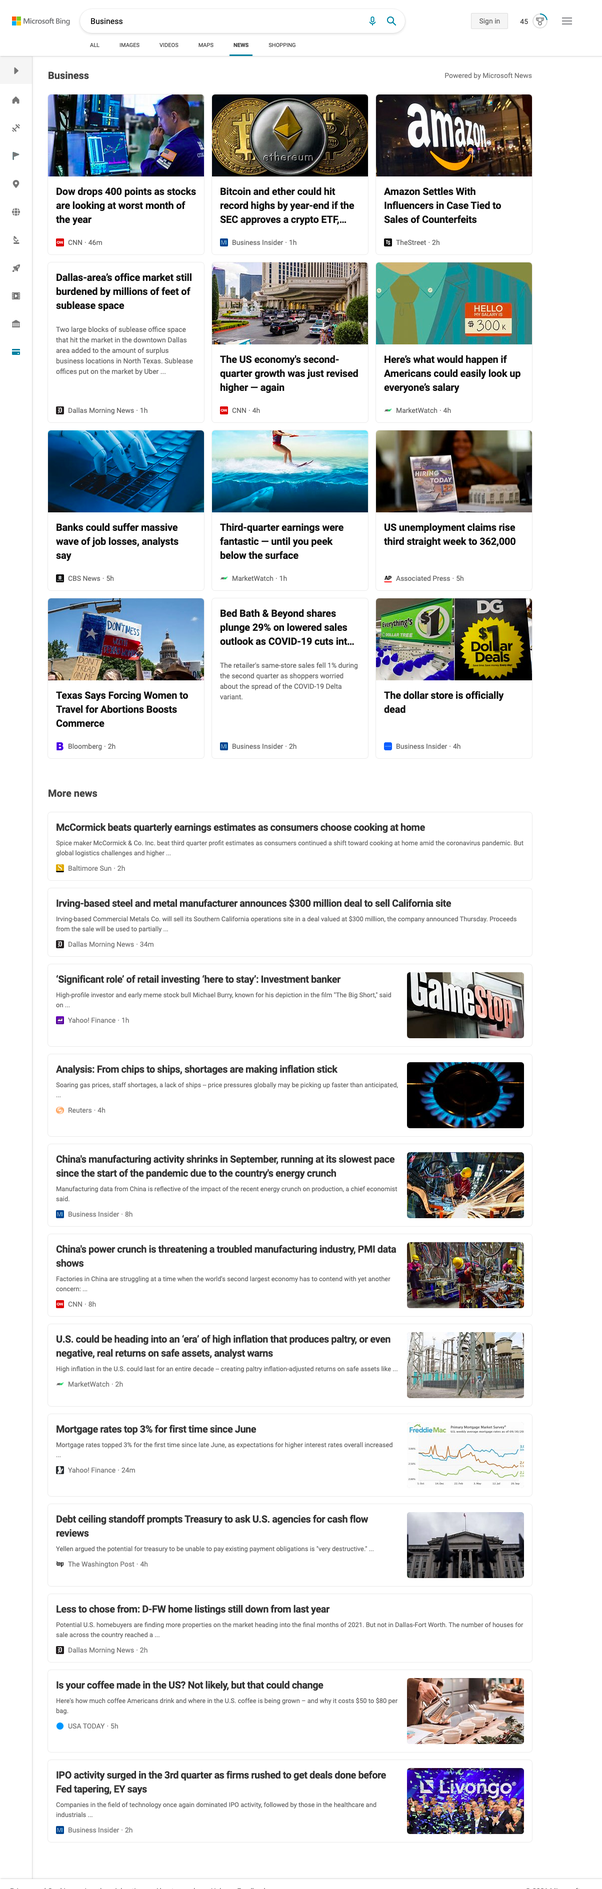 Microsoft Bing
Business
Sign in
45
ALL
IMAGES
VIDEOS
MAPS
NEWS
SHOPPING
Business
Powered by Microsoft News
amazon
ethereum
Dow drops 400 points as stocks
are looking at worst month of
the year
CNN · 46m
Bitcoin and ether could hit
record highs by year-end if the
SEC approves a crypto ETF,...
Business Insider · 1h
Amazon Settles With
Influencers in Case Tied to
Sales of Counterfeits
TheStreet · 2h
Dallas-area's office market still
burdened by millions of feet of
sublease space
Two large blocks of sublease office space
that hit the market in the downtown Dallas
area added to the amount of surplus
business locations in North Texas. Sublease
offices put on the market by Uber ...
Dallas Morning News · 1h
The US economy's second-
quarter growth was just revised
higher — again
CNN · 4h
HELLO
MY SALARY IS
$300K
Here's what would happen if
Americans could easily look up
everyone's salary
MarketWatch · 4h
Banks could suffer massive
wave of job losses, analysts
say
CBS News · 5h
Third-quarter earnings were
fantastic — until you peek
below the surface
MarketWatch · 1h
HIRING
TODAY
US unemployment claims rise
third straight week to 362,000
Associated Press · 5h
DON'T MESS
Texas Says Forcing Women to
Travel for Abortions Boosts
Commerce
Bloomberg · 2h
Bed Bath & Beyond shares
plunge 29% on lowered sales
outlook as COVID-19 cuts int...
The retailer's same-store sales fell 1% during
the second quarter as shoppers worried
about the spread of the COVID-19 Delta
variant.
Business Insider · 2h
Everything's
$1
DOLLAR TREE
DG
$1
Dollar
Deals
The dollar store is officially
dead
Business Insider · 4h
More news
McCormick beats quarterly earnings estimates as consumers choose cooking at home
Spice maker McCormick & Co. Inc. beat third quarter profit estimates as consumers continued a shift toward cooking at home amid the coronavirus pandemic. But
global logistics challenges and higher ...
Baltimore Sun · 2h
Irving-based steel and metal manufacturer announces $300 million deal to sell California site
Irving-based Commercial Metals Co. will sell its Southern California operations site in a deal valued at $300 million, the company announced Thursday. Proceeds
from the sale will be used to partially ...
Dallas Morning News · 34m
'Significant role' of retail investing 'here to stay': Investment banker
High-profile investor and early meme stock bull Michael Burry, known for his depiction in the film "The Big Short," said
on ...
Yahoo! Finance · 1h
GameStop
Analysis: From chips to ships, shortages are making inflation stick
Soaring gas prices, staff shortages, a lack of ships – price pressures globally may be picking up faster than anticipated,
...
Reuters · 4h
China's manufacturing activity shrinks in September, running at its slowest pace
since the start of the pandemic due to the country's energy crunch
Manufacturing data from China is reflective of the impact of the recent energy crunch on production, a chief economist
said.
Business Insider · 8h
China's power crunch is threatening a troubled manufacturing industry, PMI data
shows
Factories in China are struggling at a time when the world's second largest economy has to contend with yet another
concern: ...
CNN · 8h
U.S. could be heading into an 'era' of high inflation that produces paltry, or even
negative, real returns on safe assets, analyst warns
High inflation in the U.S. could last for an entire decade – creating paltry inflation-adjusted returns on safe assets like ...
MarketWatch · 2h
Mortgage rates top 3% for first time since June
Mortgage rates topped 3% for the first time since late June, as expectations for higher interest rates overall increased
...
Yahoo! Finance · 24m
FreddieMac
Primary Mortgage Market Survey
Debt ceiling standoff prompts Treasury to ask U.S. agencies for cash flow
reviews
Yellen argued the potential for treasury to be unable to pay existing payment obligations is "very destructive." ...
The Washington Post · 4h
Less to chose from: D-FW home listings still down from last year
Potential U.S. homebuyers are finding more properties on the market heading into the final months of 2021. But not in Dallas-Fort Worth. The number of houses for
sale across the country reached a ...
Dallas Morning News · 2h
Is your coffee made in the US? Not likely, but that could change
Here's how much coffee Americans drink and where in the U.S. coffee is being grown – and why it costs $50 to $80 per
bag.
USA TODAY · 5h
IPO activity surged in the 3rd quarter as firms rushed to get deals done before
Fed tapering, EY says
Companies in the field of technology once again dominated IPO activity, followed by those in the healthcare and
industrials ...
Business Insider · 2h
Livongo